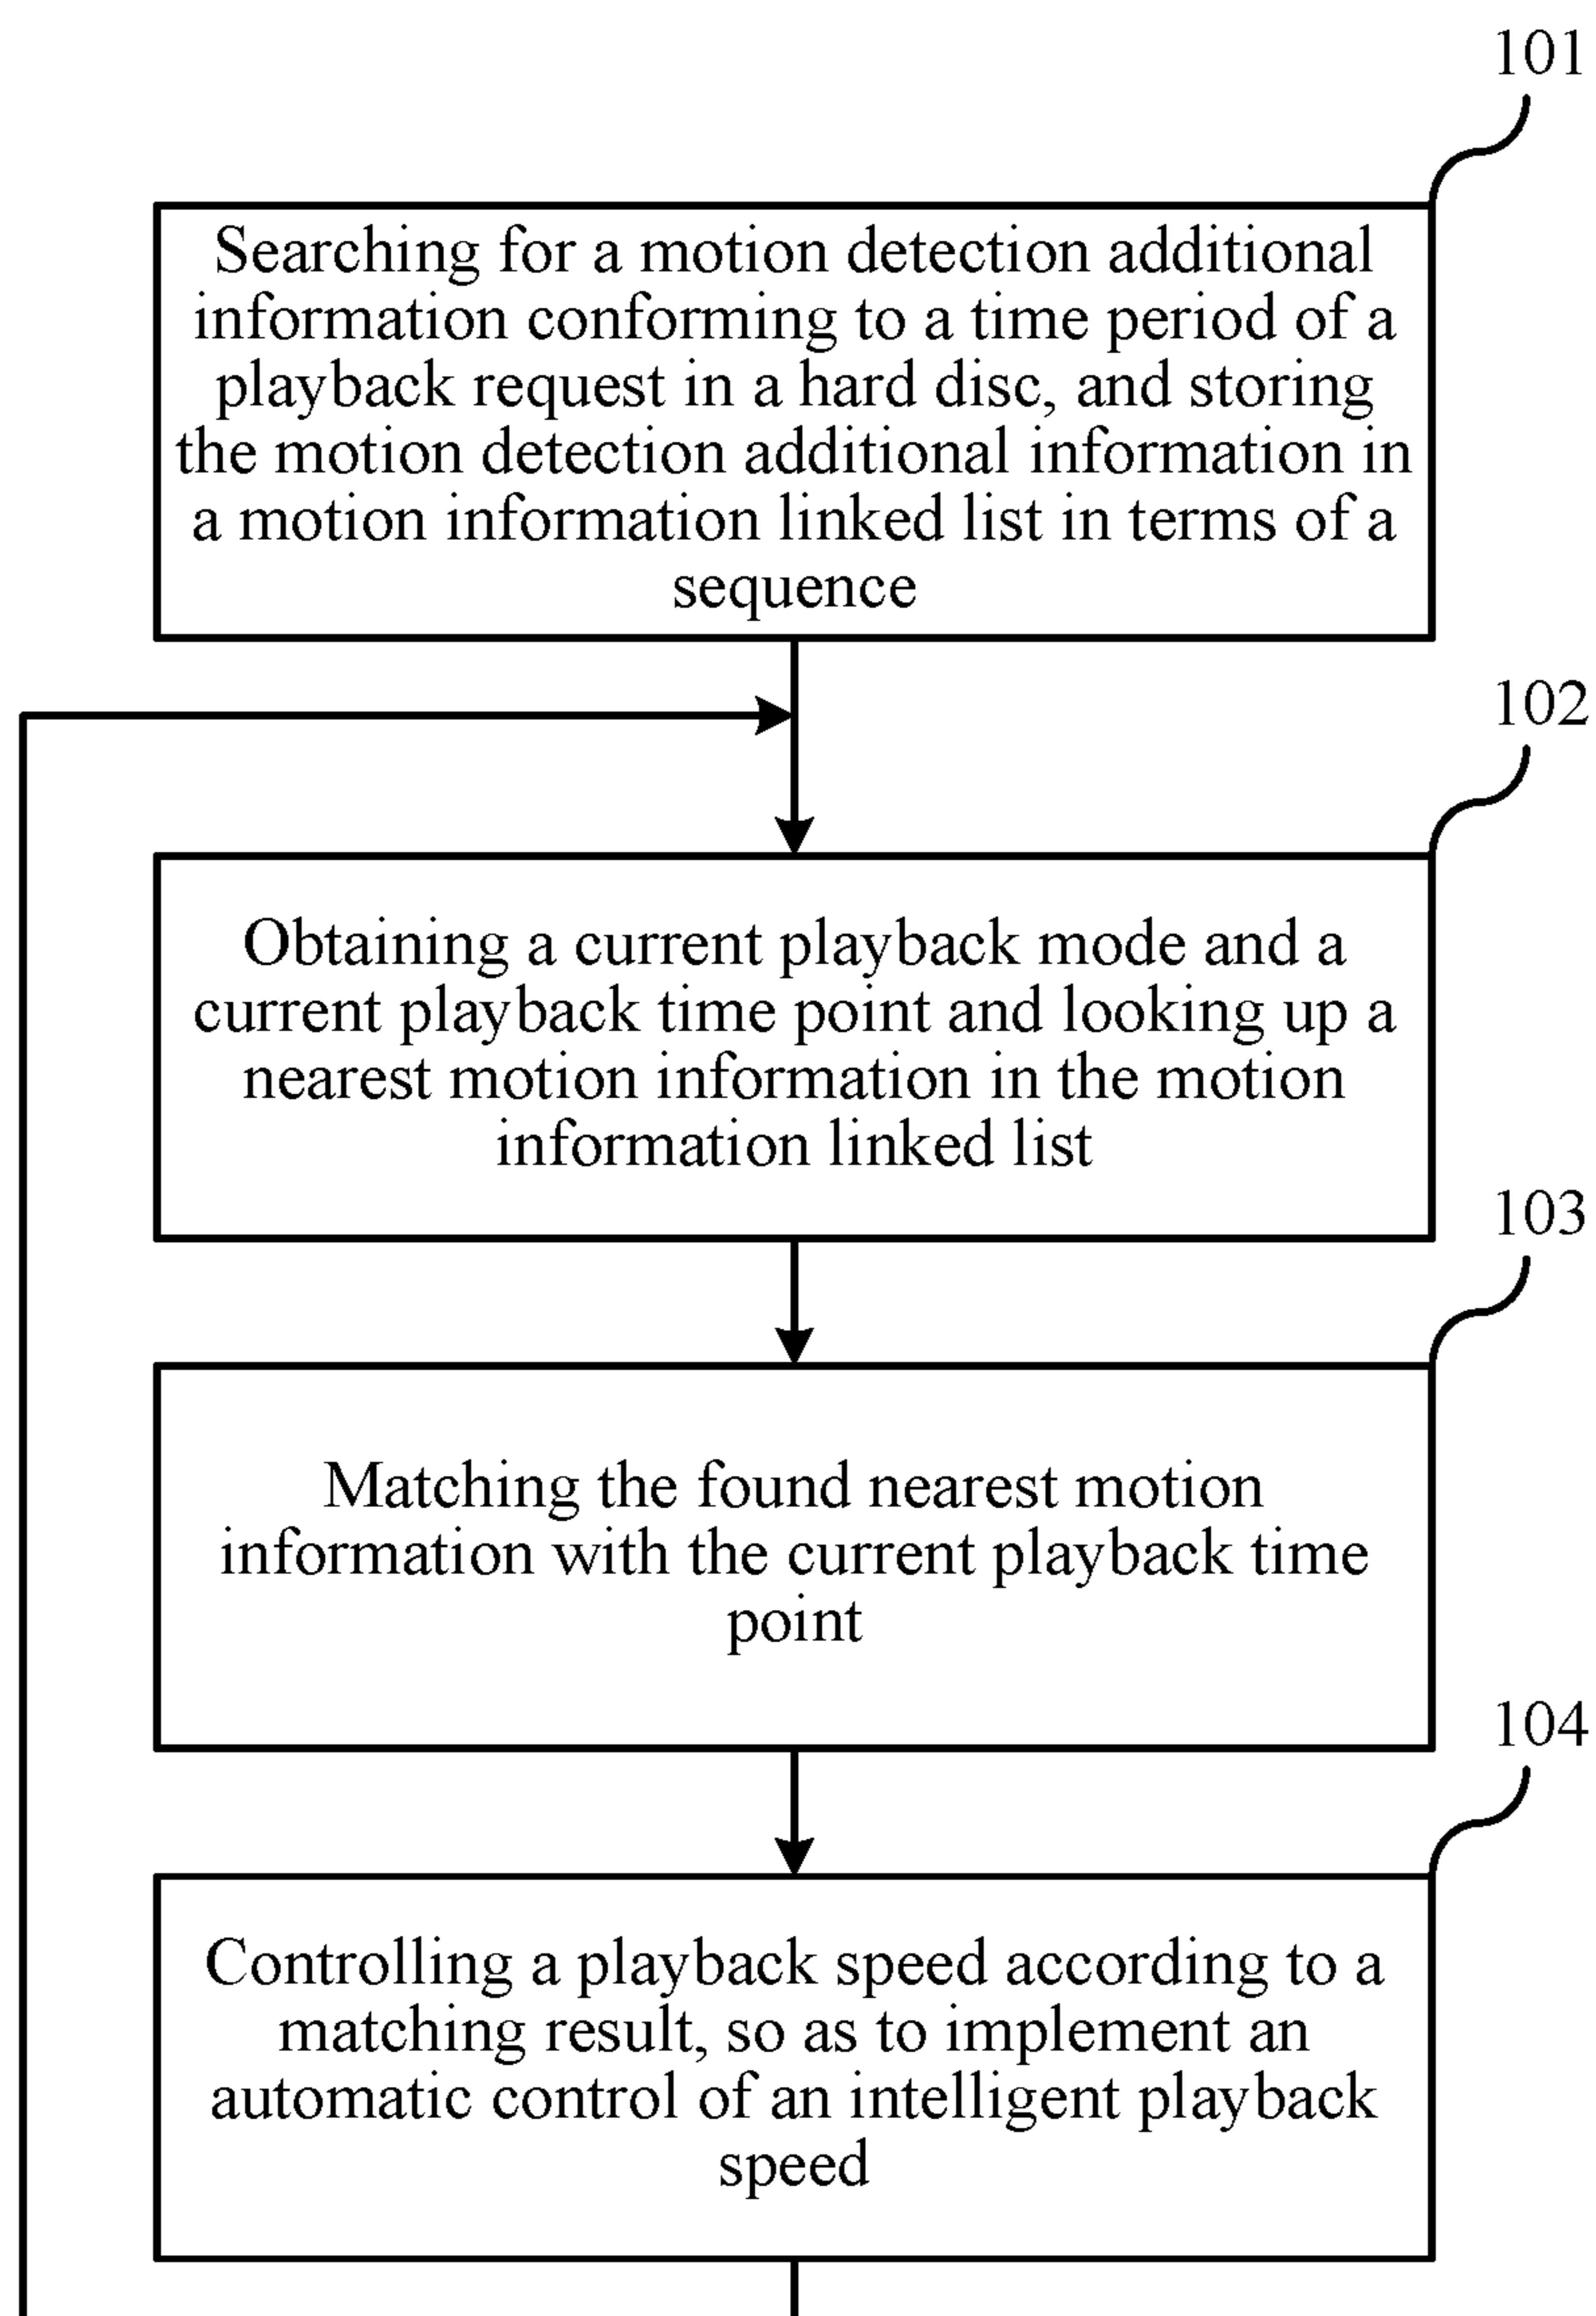 101
Searching for a motion detection additional
information conforming to a time period of a
playback request in a hard disc, and storing
the motion detection additional information in
a motion information linked list in terms of a
sequence
102
Obtaining a current playback mode and a
current playback time point and looking up a
nearest motion information in the motion
information linked list
103
Matching the found nearest motion
information with the current playback time
point
104
Controlling a playback speed according to a
matching result, so as to implement an
automatic control of an intelligent playback
speed